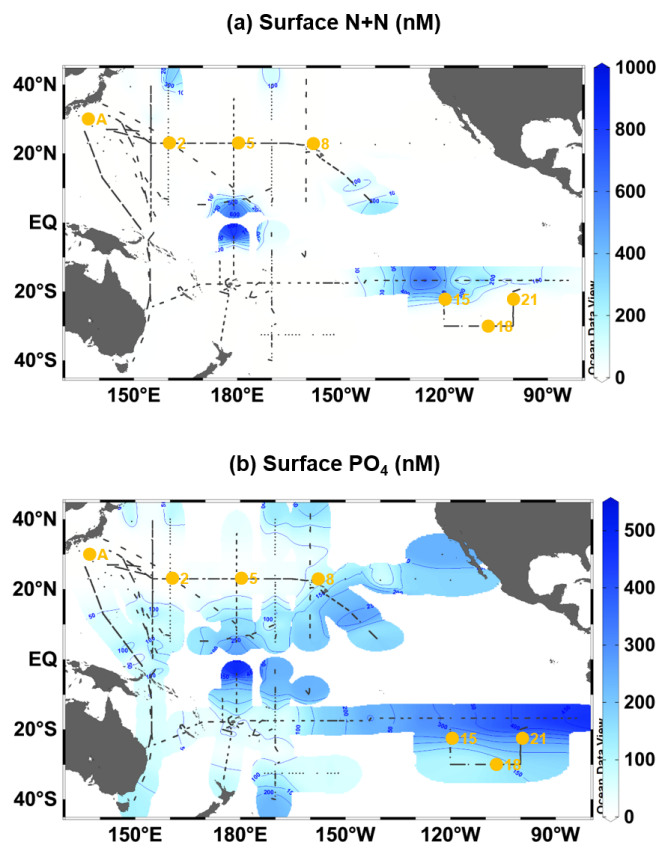 (a) Surface N+N (nM)
40°N
20°N
EQ
20°S
40°S
A
2
5
8
15
21
18
1000
800
600
400
200
0
Ocean Data View
150°E 180°E 150°W 120°W 90°W
(b) Surface PO₄ (nM)
40°N
20°N
EQ
20°S
40°S
A
2
5
8
15
21
18
500
400
300
200
100
0
Ocean Data View
150°E 180°E 150°W 120°W 90°W